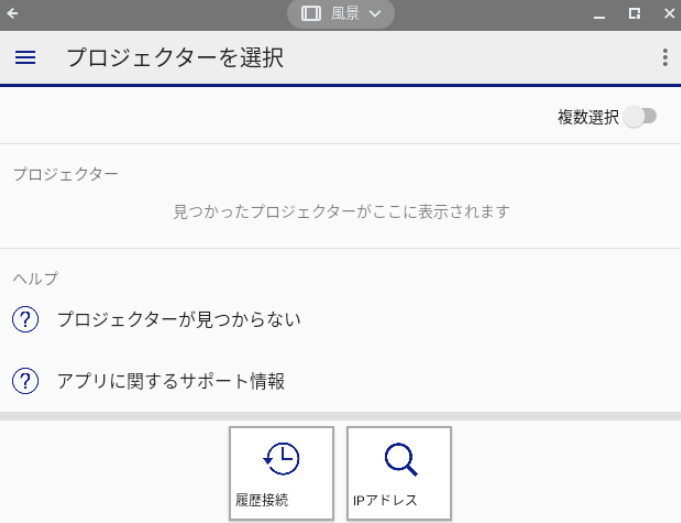 風景
プロジェクターを選択
複数選択
プロジェクター
見つかったプロジェクターがここに表示されます
ヘルプ
? プロジェクターが見つからない
? アプリに関するサポート情報
履歴接続
IPアドレス